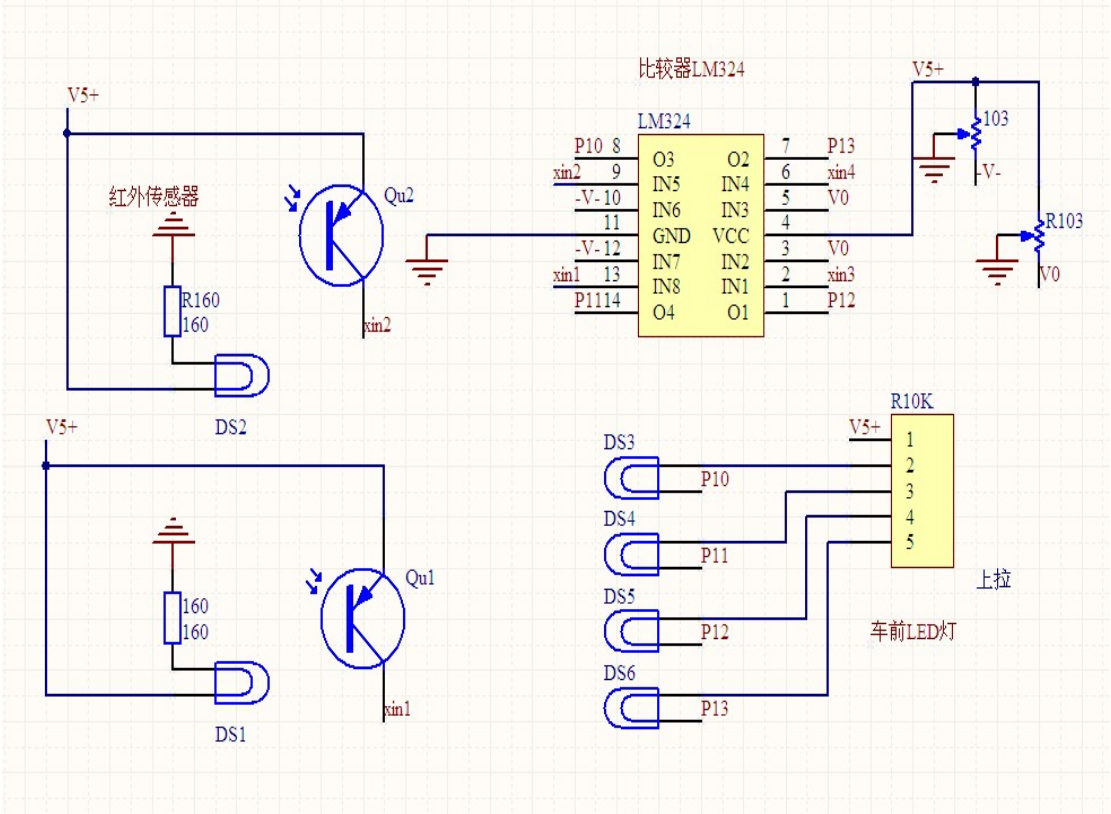 比较器LM324
V5+
红外传感器
Qu2
R160
160
xin2
DS2
V5+
160
160
Qu1
xin1
DS1
LM324
P10 8 O3 O2 7 P13
xin2 9 IN5 IN4 6 xin4
-V- 10 IN6 IN3 5 V0
11 GND VCC 4
-V- 12 IN7 IN2 3 V0
xin1 13 IN8 IN1 2 xin3
P11 14 O4 O1 1 P12
V5+
103
-V-
R103
V0
R10K
V5+ 1
2
3
4
5
DS3
P10
DS4
P11
DS5
P12
DS6
P13
上拉
车前LED灯